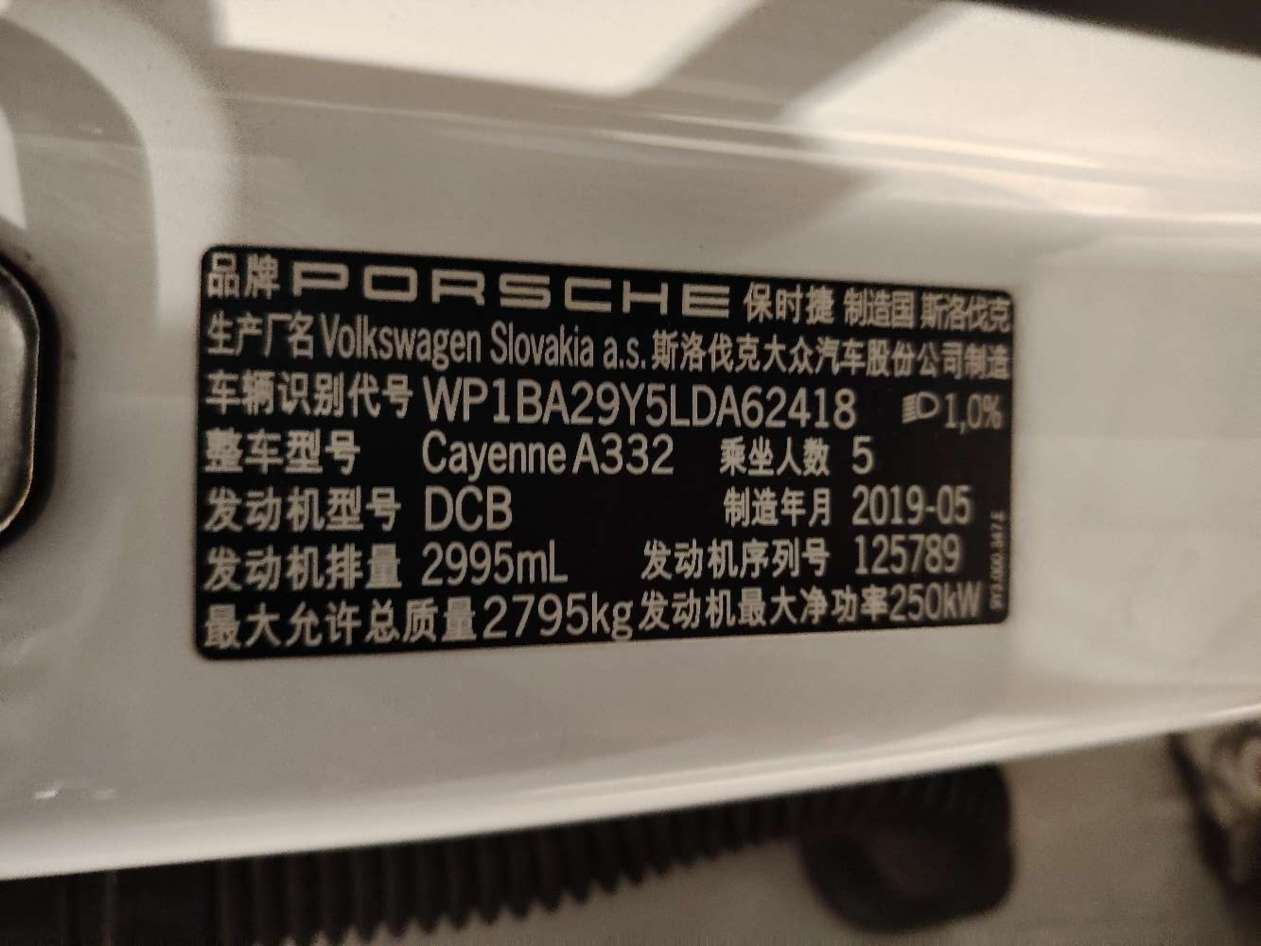 品牌 PORSCHE 保时捷 制造国 斯洛伐克
生产厂名 Volkswagen Slovakia a.s. 斯洛伐克大众汽车股份公司制造
车辆识别代号 WP1BA29Y5LDA62418 1,0%
整车型号 Cayenne A332 乘坐人数 5
发动机型号 DCB 制造年月 2019-05
发动机排量 2995mL 发动机序列号 125789
最大允许总质量 2795kg 发动机最大净功率 250kW